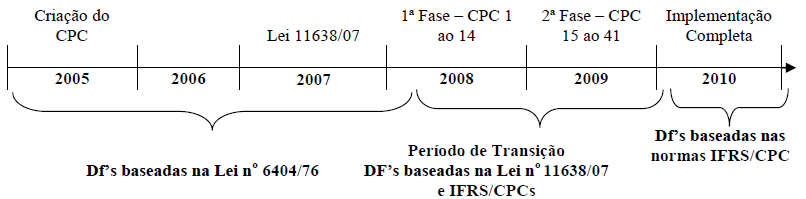 Criação do
CPC
Lei 11638/07
1ª Fase – CPC 1
ao 14
2ª Fase – CPC
15 ao 41
Implementação
Completa
2005
2006
2007
2008
2009
2010
Df’s baseadas na Lei nº 6404/76
Período de Transição
DF’s baseadas na Lei nº 11638/07
e IFRS/CPCs
Df’s baseadas nas
normas IFRS/CPC